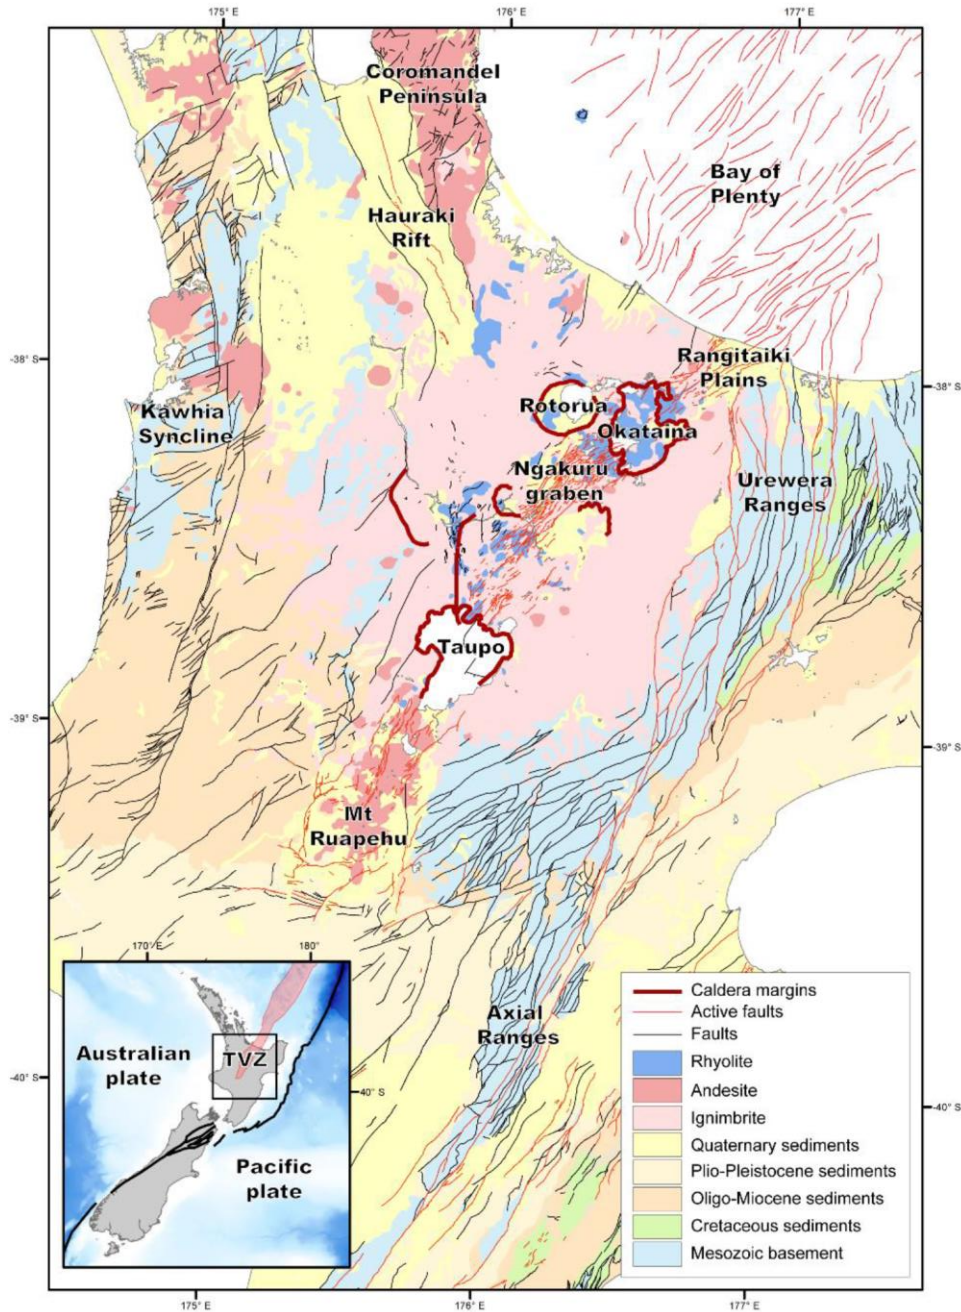 175° E
176° E
177° E
Coromandel
Peninsula
Bay of
Plenty
Hauraki
Rift
-38° S
Rangitaiki
Plains
-38° S
Kawhia
Syncline
Rotorua
Okataina
Ngakuru
graben
Urewera
Ranges
Taupo
-39° S
-39° S
Mt
Ruapehu
170°E
180°
Australian
plate
TVZ
-40° S
Pacific
plate
Axial
Ranges
-40° S
-40° S
Caldera margins
Active faults
Faults
Rhyolite
Andesite
Ignimbrite
Quaternary sediments
Plio-Pleistocene sediments
Oligo-Miocene sediments
Cretaceous sediments
Mesozoic basement
175° E
176° E
177° E